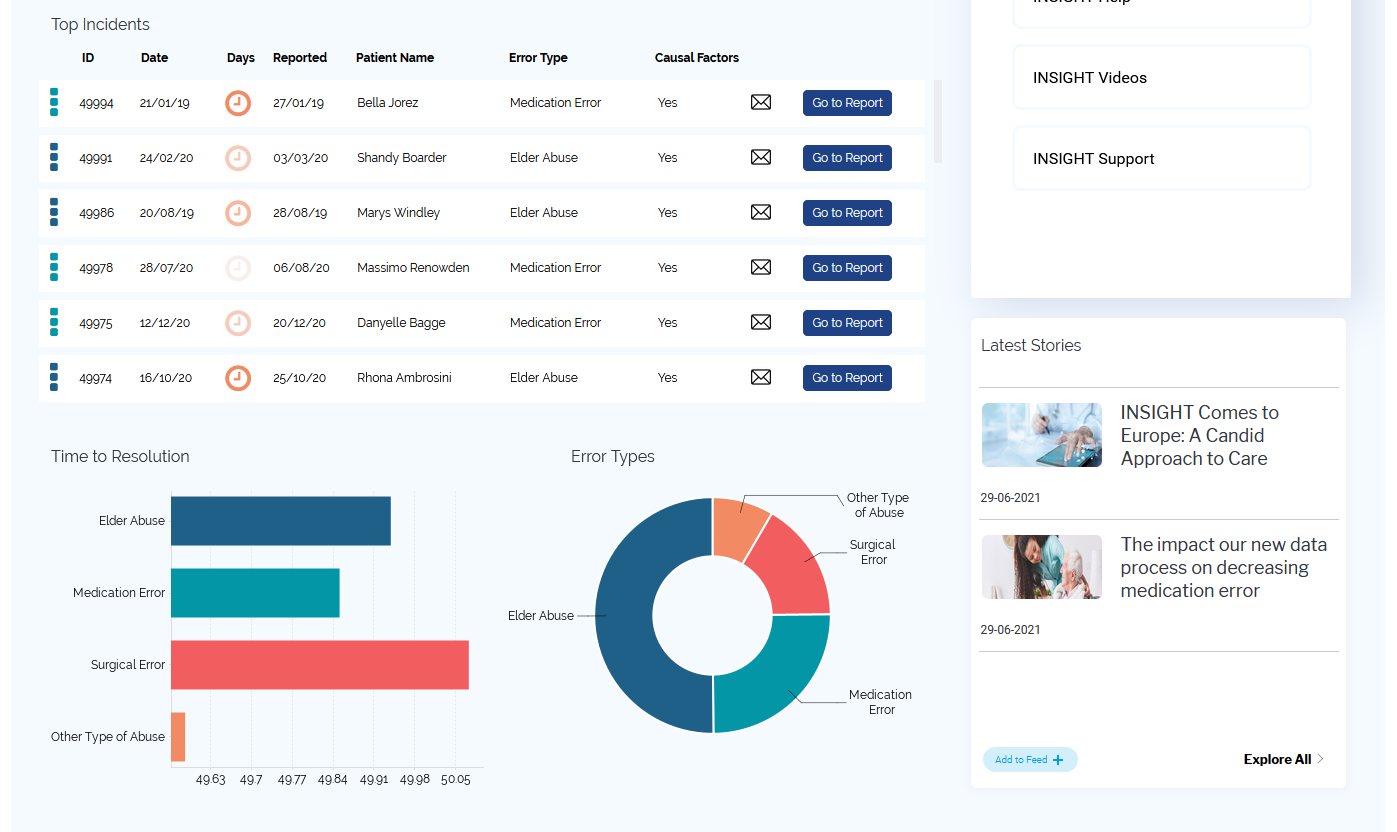 Top Incidents
ID Date Days Reported Patient Name Error Type Causal Factors
49994 21/01/19 27/01/19 Bella Jorez Medication Error Yes Go to Report
49991 24/02/20 03/03/20 Shandy Boarder Elder Abuse Yes Go to Report
49986 20/08/19 28/08/19 Marys Windley Elder Abuse Yes Go to Report
49978 28/07/20 06/08/20 Massimo Renowden Medication Error Yes Go to Report
49975 12/12/20 20/12/20 Danyelle Bagge Medication Error Yes Go to Report
49974 16/10/20 25/10/20 Rhona Ambrosini Elder Abuse Yes Go to Report
Time to Resolution
Elder Abuse
Medication Error
Surgical Error
Other Type of Abuse
49.63 49.7 49.77 49.84 49.91 49.98 50.05
Error Types
Other Type
of Abuse
Surgical
Error
Elder Abuse
Medication
Error
INSIGHT Help
INSIGHT Videos
INSIGHT Support
Latest Stories
INSIGHT Comes to
Europe: A Candid
Approach to Care
29-06-2021
The impact our new data
process on decreasing
medication error
29-06-2021
Add to Feed +
Explore All >